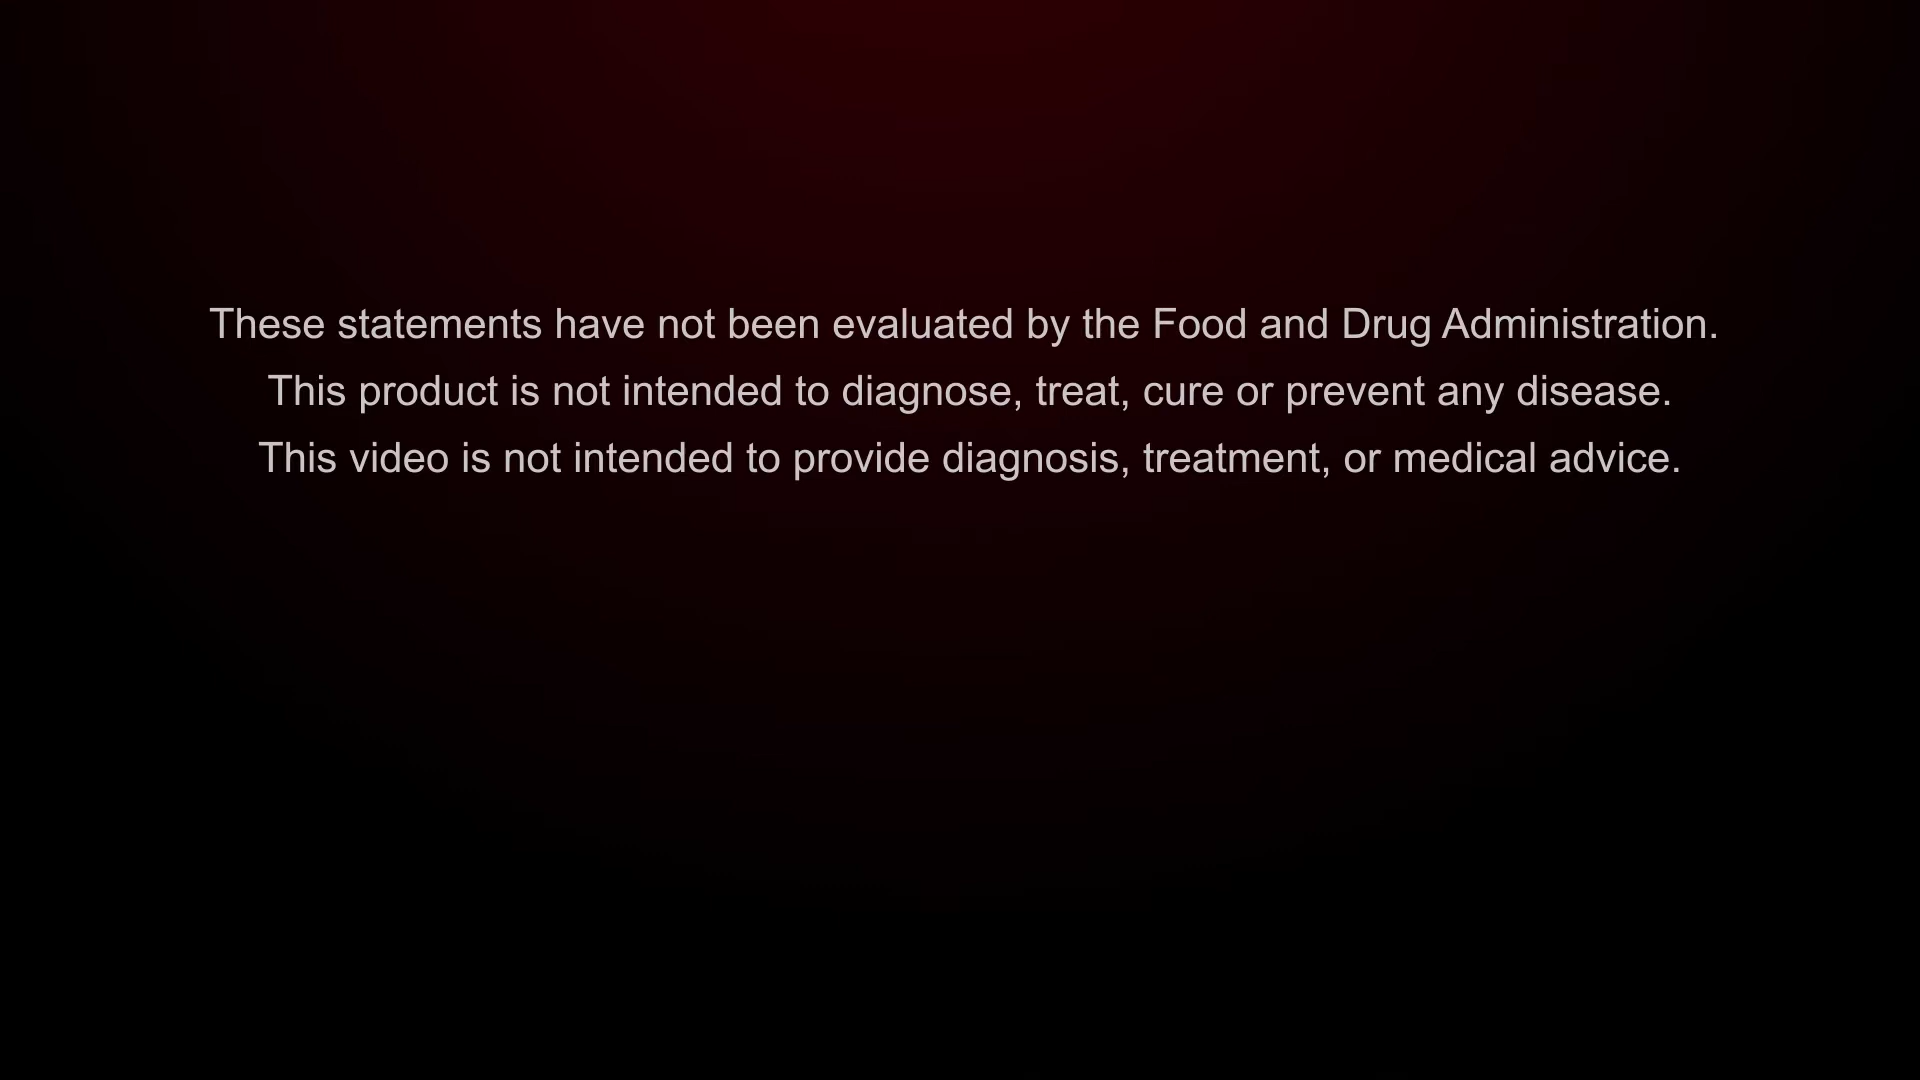 These statements have not been evaluated by the Food and Drug Administration.
This product is not intended to diagnose, treat, cure or prevent any disease.
This video is not intended to provide diagnosis, treatment, or medical advice.